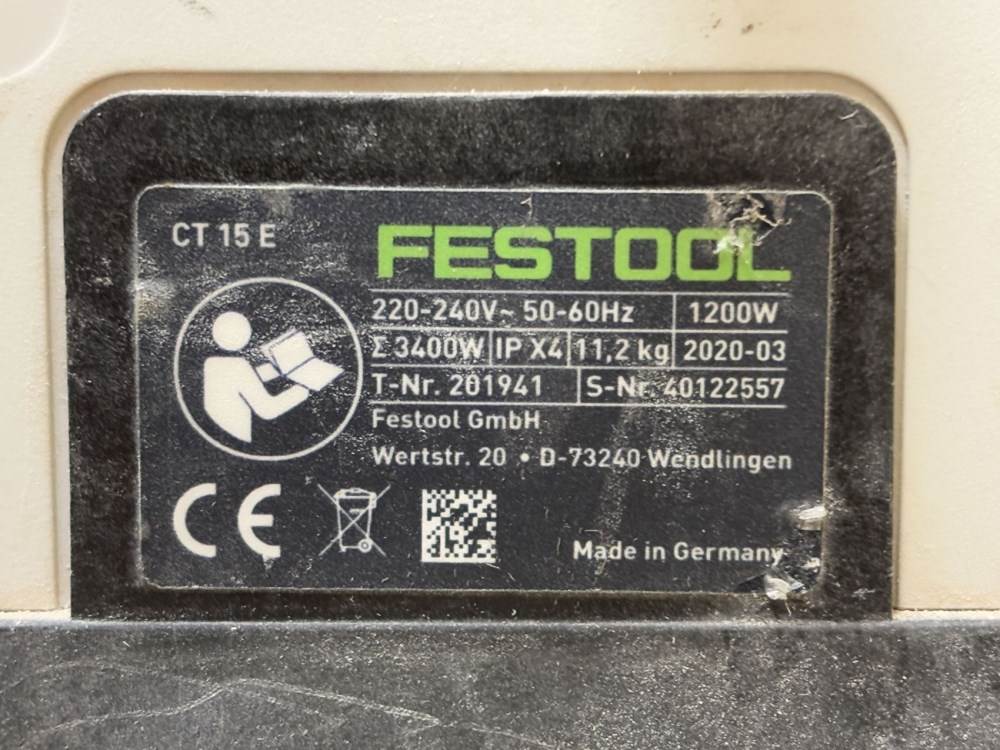 CT 15 E
FESTOOL
220-240V~ 50-60Hz 1200W
Σ 3400W IP X4 11,2 kg 2020-03
T-Nr. 201941 S-Nr. 40122557
Festool GmbH
Wertstr. 20 • D-73240 Wendlingen
CE
Made in Germany